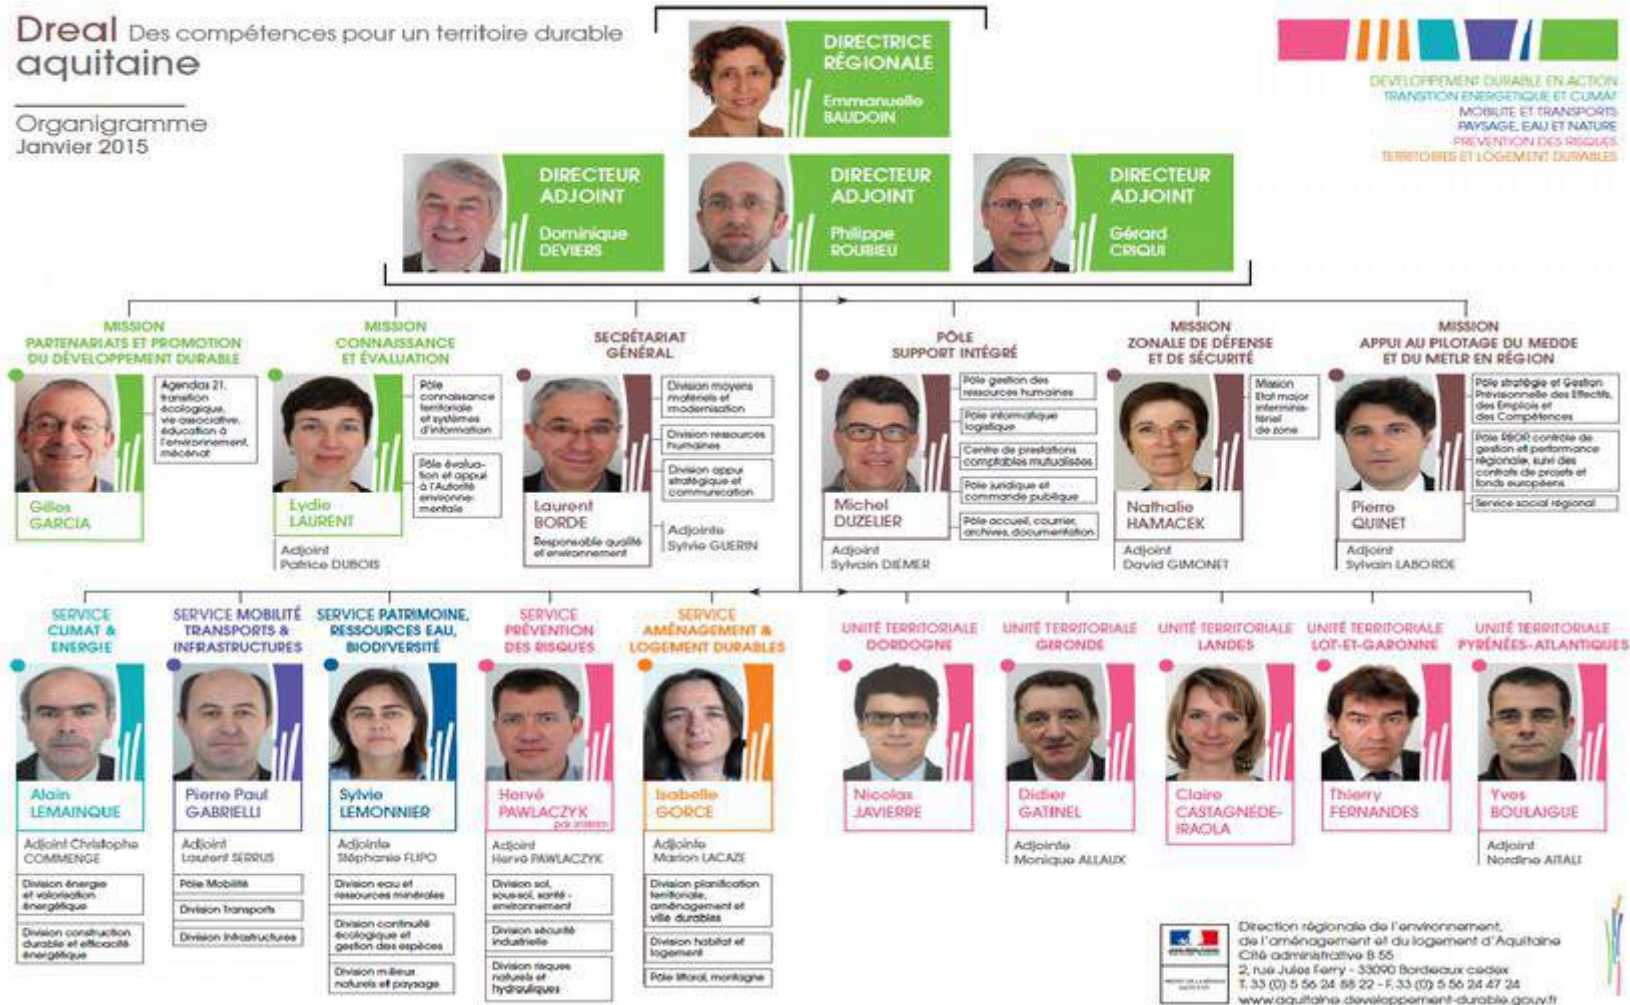 Dreal Des compétences pour un territoire durable
aquitaine
Organigramme
Janvier 2015
DIRECTRICE
RÉGIONALE
Emmanuelle
BAUDOIN
DEVELOPPEMENT DURABLE EN ACTION
TRANSITION ENERGETIQUE ET CLIMAT
MOBILITE ET TRANSPORTS
PAYSAGE, EAU ET NATURE
PREVENTION DES RISQUES
TERRITOIRES ET LOGEMENT DURABLES
DIRECTEUR
ADJOINT
Dominique
DEVIERS
DIRECTEUR
ADJOINT
Philippe
ROUBIEU
DIRECTEUR
ADJOINT
Gérard
CRIQUI
MISSION
PARTENARIATS ET PROMOTION
DU DÉVELOPPEMENT DURABLE
Agendas 21,
transition
écologique,
vie associative,
éducation à
l'environnement,
mécénat
Gilles
GARCIA
MISSION
CONNAISSANCE
ET ÉVALUATION
Pôle
connaissance
territoriale
et systèmes
d'information
Pôle évalua-
tion et appui
à l'Autorité
environne-
mentale
Lydie
LAURENT
Adjoint
Patrice DUBOIS
SECRÉTARIAT
GÉNÉRAL
Division moyens
matériels et
modernisation
Division ressources
humaines
Division appui
stratégique et
communication
Laurent
BORDE
Responsable qualité
et environnement
Adjointe
Sylvie GUERIN
PÔLE
SUPPORT INTÉGRÉ
Pôle gestion des
ressources humaines
Pôle informatique
logistique
Centre de prestations
comptables mutualisées
Pôle juridique et
commande publique
Pôle accueil, courrier,
archives, documentation
Michel
DUZELIER
Adjoint
Sylvain DIEMER
MISSION
ZONALE DE DÉFENSE
ET DE SÉCURITÉ
Mission
Etat major
interminis-
tériel
de zone
Nathalie
HAMACEK
Adjoint
David GIMONET
MISSION
APPUI AU PILOTAGE DU MEDDE
ET DU METLR EN RÉGION
Pôle stratégie et Gestion
Prévisionnelle des Effectifs,
des Emplois et
des Compétences
Pôle RBOP, contrôle de
gestion et performance
régionale, suivi des
contrats de projets et
fonds européens
Service social régional
Pierre
QUINET
Adjoint
Sylvain LABORDE
SERVICE
CLIMAT &
ENERGIE
Alain
LEMAINQUE
Adjoint Christophe
COMMENGE
Division énergie
et valorisation
énergétique
Division construction
durable et efficacité
énergétique
SERVICE MOBILITÉ
TRANSPORTS &
INFRASTRUCTURES
Pierre Paul
GABRIELLI
Adjoint
Laurent SERRUS
Pôle Mobilité
Division Transports
Division Infrastructures
SERVICE PATRIMOINE,
RESSOURCES EAU,
BIODIVERSITÉ
Sylvie
LEMONNIER
Adjointe
Stéphanie FLIPO
Division eau et
ressources minérales
Division continuité
écologique et
gestion des espèces
Division milieux
naturels et paysage
SERVICE
PRÉVENTION
DES RISQUES
Hervé
PAWLACZYK
par intérim
Adjoint
Hervé PAWLACZYK
Division sol,
sous-sol, santé -
environnement
Division sécurité
industrielle
Division risques
naturels et
hydrauliques
SERVICE
AMÉNAGEMENT &
LOGEMENT DURABLES
Isabelle
GORCE
Adjointe
Marion LACAZE
Division planification
territoriale,
aménagement et
ville durables
Division habitat et
logement
Pôle littoral, montagne
UNITÉ TERRITORIALE
DORDOGNE
Nicolas
JAVIERRE
UNITÉ TERRITORIALE
GIRONDE
Didier
GATINEL
Adjointe
Monique ALLAUX
UNITÉ TERRITORIALE
LANDES
Claire
CASTAGNEDE-
IRAOLA
UNITÉ TERRITORIALE
LOT-ET-GARONNE
Thierry
FERNANDES
UNITÉ TERRITORIALE
PYRÉNÉES-ATLANTIQUES
Yves
BOULAIGUE
Adjoint
Nordine AITALI
Direction régionale de l'environnement,
de l'aménagement et du logement d'Aquitaine
Cité administrative B 55
2, rue Jules Ferry - 33090 Bordeaux cedex
T. 33 (0) 5 56 24 88 22 - F. 33 (0) 5 56 24 47 24
www.aquitaine.developpement-durable.gouv.fr